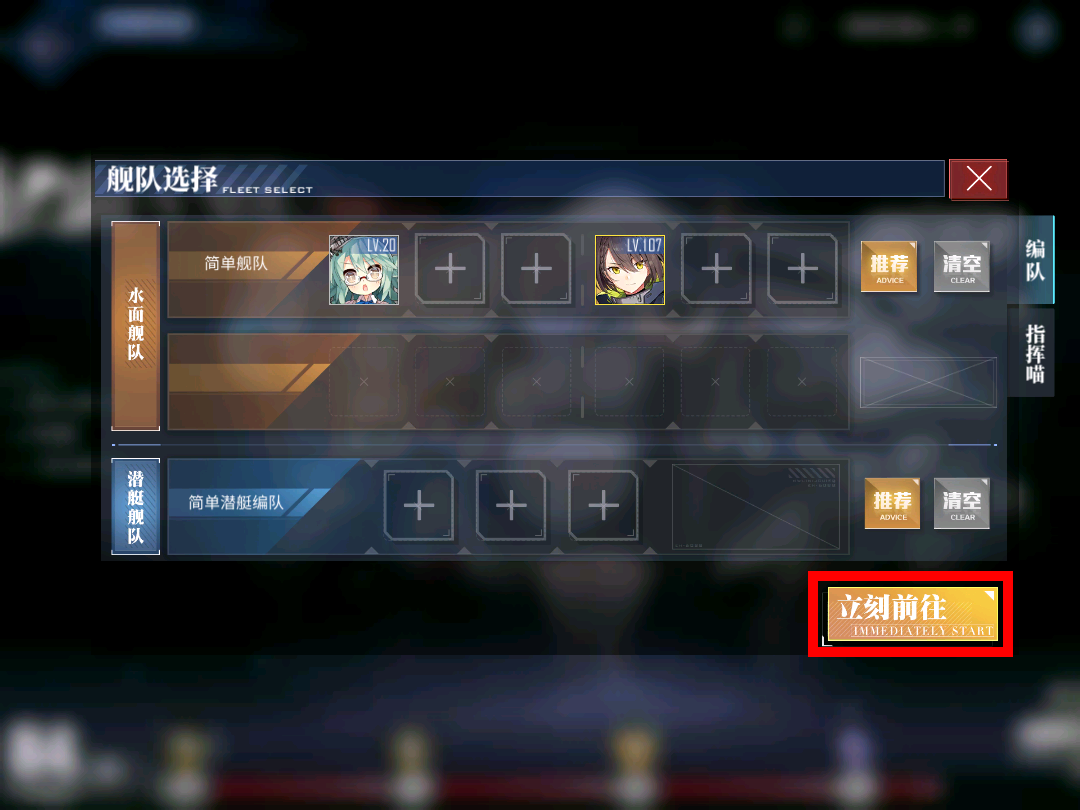 舰队选择 FLEET SELECT
水面舰队
简单舰队
LV.20
LV.107
推荐
ADVICE
清空
CLEAR
编队
指挥喵
潜艇舰队
简单潜艇编队
推荐
ADVICE
清空
CLEAR
立刻前往
IMMEDIATELY START